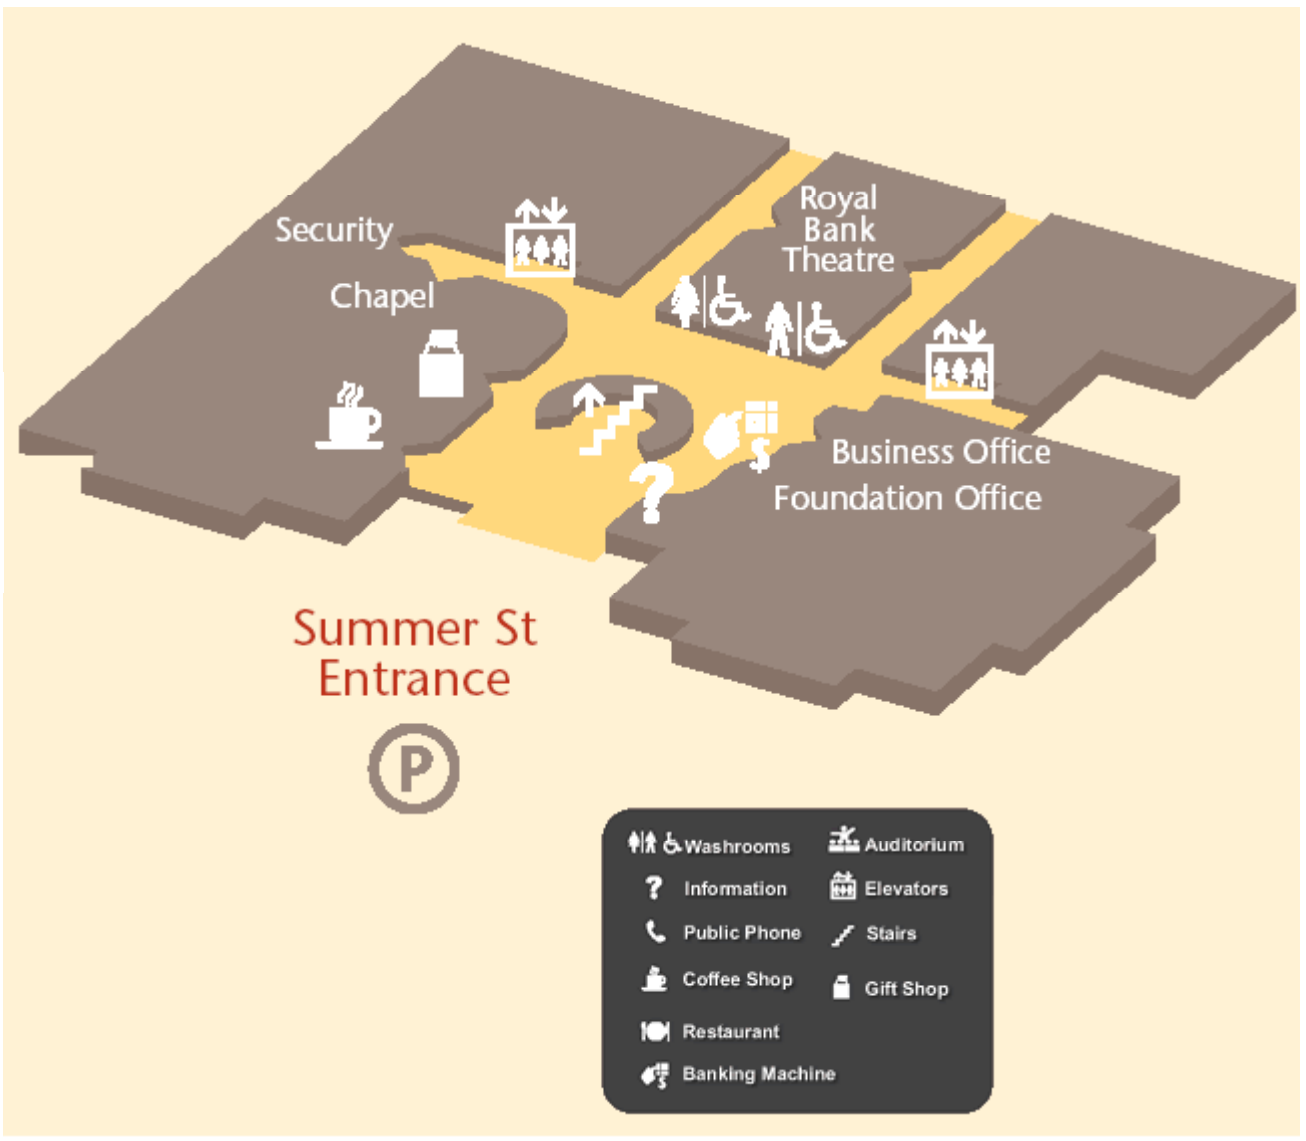 Security
Chapel
Royal
Bank
Theatre
$
?
Business Office
Foundation Office
Summer St
Entrance
P
Washrooms
? Information
Public Phone
Coffee Shop
Restaurant
$ Banking Machine
Auditorium
Elevators
Stairs
Gift Shop